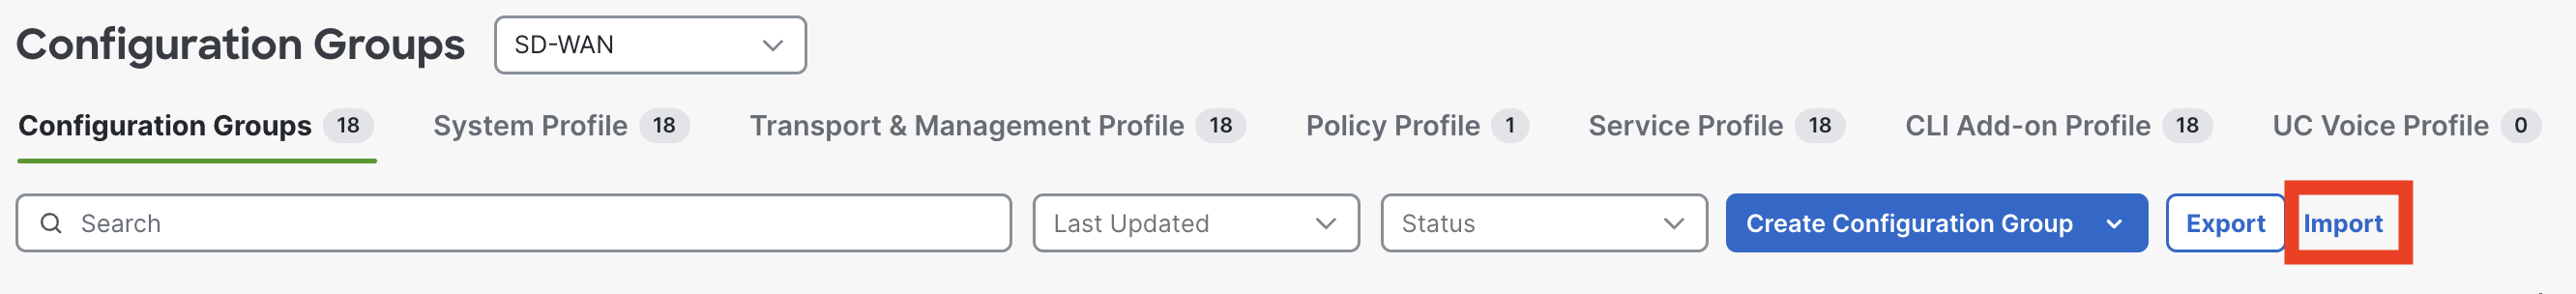 Configuration Groups SD-WAN
Configuration Groups 18 System Profile 18 Transport & Management Profile 18 Policy Profile 1 Service Profile 18 CLI Add-on Profile 18 UC Voice Profile 0
Search Last Updated Status Create Configuration Group Export Import